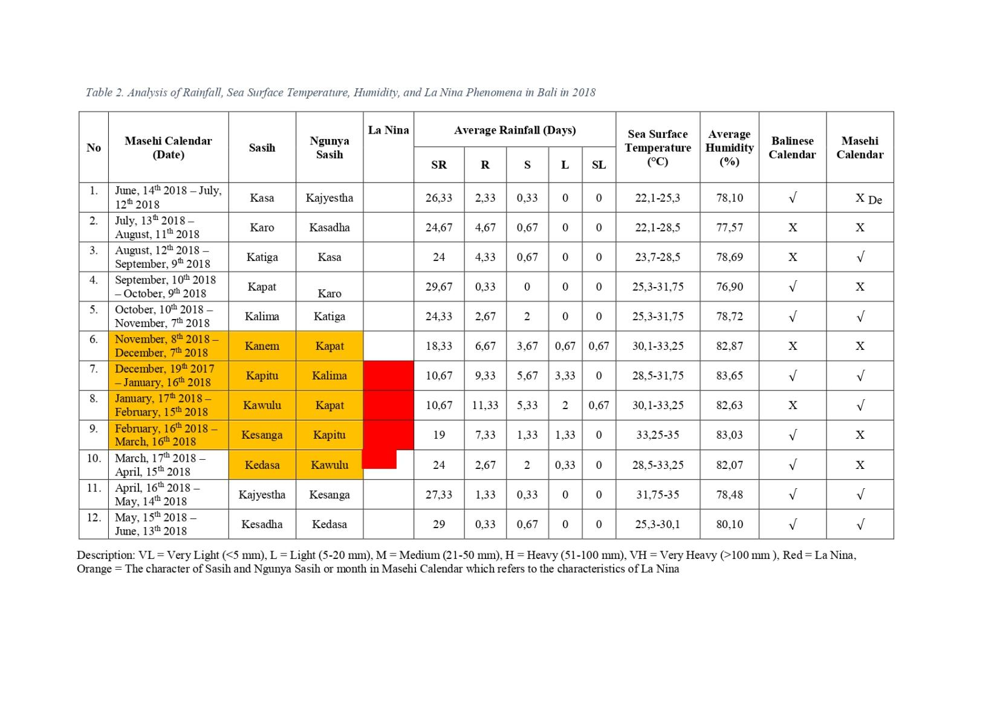 Table 2. Analysis of Rainfall, Sea Surface Temperature, Humidity, and La Nina Phenomena in Bali in 2018
No | Masehi Calendar (Date) | Sasih | Ngunya Sasih | La Nina | Average Rainfall (Days) | Sea Surface Temperature (°C) | Average Humidity (%) | Balinese Calendar | Masehi Calendar
SR | R | S | L | SL
1. | June, 14th 2018 – July, 12th 2018 | Kasa | Kajyestha | | 26,33 | 2,33 | 0,33 | 0 | 0 | 22,1-25,3 | 78,10 | √ | X De
2. | July, 13th 2018 – August, 11th 2018 | Karo | Kasadha | | 24,67 | 4,67 | 0,67 | 0 | 0 | 22,1-28,5 | 77,57 | X | X
3. | August, 12th 2018 – September, 9th 2018 | Katiga | Kasa | | 24 | 4,33 | 0,67 | 0 | 0 | 23,7-28,5 | 78,69 | X | √
4. | September, 10th 2018 – October, 9th 2018 | Kapat | Karo | | 29,67 | 0,33 | 0 | 0 | 0 | 25,3-31,75 | 76,90 | √ | X
5. | October, 10th 2018 – November, 7th 2018 | Kalima | Katiga | | 24,33 | 2,67 | 2 | 0 | 0 | 25,3-31,75 | 78,72 | √ | √
6. | November, 8th 2018 – December, 7th 2018 | Kanem | Kapat | | 18,33 | 6,67 | 3,67 | 0,67 | 0,67 | 30,1-33,25 | 82,87 | X | X
7. | December, 19th 2017 – January, 16th 2018 | Kapitu | Kalima | | 10,67 | 9,33 | 5,67 | 3,33 | 0 | 28,5-31,75 | 83,65 | √ | √
8. | January, 17th 2018 – February, 15th 2018 | Kawulu | Kapat | | 10,67 | 11,33 | 5,33 | 2 | 0,67 | 30,1-33,25 | 82,63 | X | √
9. | February, 16th 2018 – March, 16th 2018 | Kesanga | Kapitu | | 19 | 7,33 | 1,33 | 1,33 | 0 | 33,25-35 | 83,03 | √ | X
10. | March, 17th 2018 – April, 15th 2018 | Kedasa | Kawulu | | 24 | 2,67 | 2 | 0,33 | 0 | 28,5-33,25 | 82,07 | √ | X
11. | April, 16th 2018 – May, 14th 2018 | Kajyestha | Kesanga | | 27,33 | 1,33 | 0,33 | 0 | 0 | 31,75-35 | 78,48 | √ | √
12. | May, 15th 2018 – June, 13th 2018 | Kesadha | Kedasa | | 29 | 0,33 | 0,67 | 0 | 0 | 25,3-30,1 | 80,10 | √ | √
Description: VL = Very Light (<5 mm), L = Light (5-20 mm), M = Medium (21-50 mm), H = Heavy (51-100 mm), VH = Very Heavy (>100 mm ), Red = La Nina,
Orange = The character of Sasih and Ngunya Sasih or month in Masehi Calendar which refers to the characteristics of La Nina